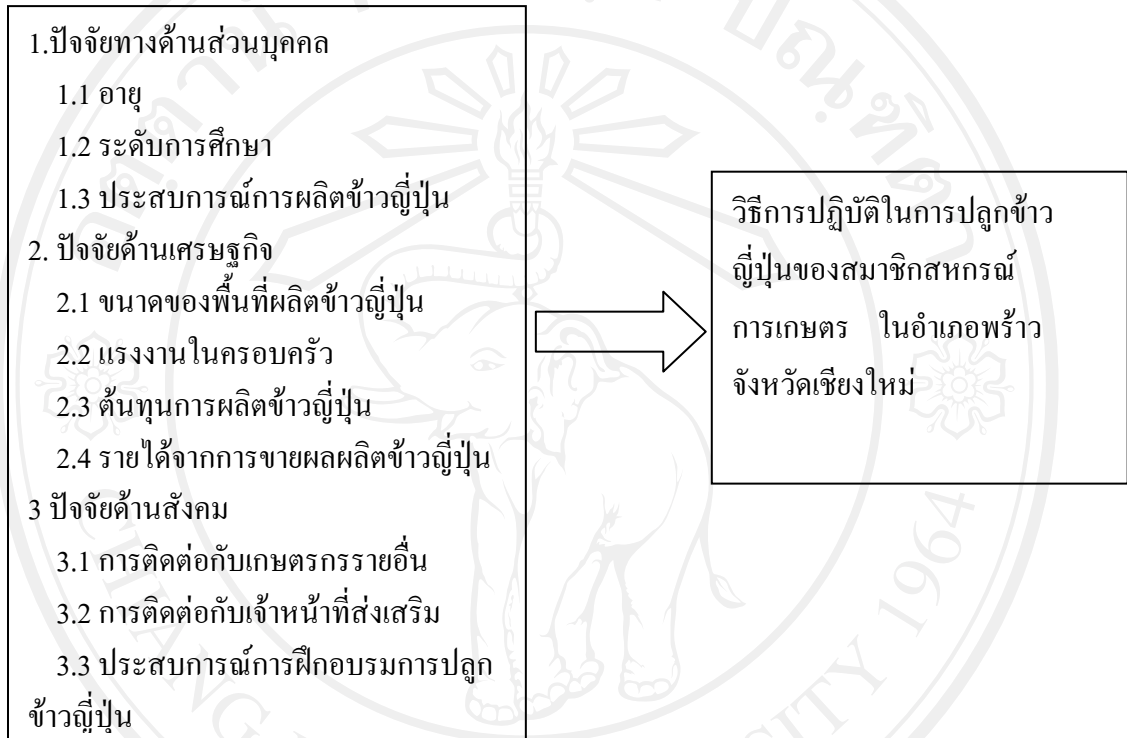 1.ปัจจัยทางด้านส่วนบุคคล
1.1 อายุ
1.2 ระดับการศึกษา
1.3 ประสบการณ์การผลิตข้าวญี่ปุ่น
2. ปัจจัยด้านเศรษฐกิจ
2.1 ขนาดของพื้นที่ผลิตข้าวญี่ปุ่น
2.2 แรงงานในครอบครัว
2.3 ต้นทุนการผลิตข้าวญี่ปุ่น
2.4 รายได้จากการขายผลผลิตข้าวญี่ปุ่น
3 ปัจจัยด้านสังคม
3.1 การติดต่อกับเกษตรกรรายอื่น
3.2 การติดต่อกับเจ้าหน้าที่ส่งเสริม
3.3 ประสบการณ์การฝึกอบรมการปลูก
ข้าวญี่ปุ่น
วิธีการปฏิบัติในการปลูกข้าว
ญี่ปุ่นของสมาชิกสหกรณ์
การเกษตร ในอำเภอพร้าว
จังหวัดเชียงใหม่
1964